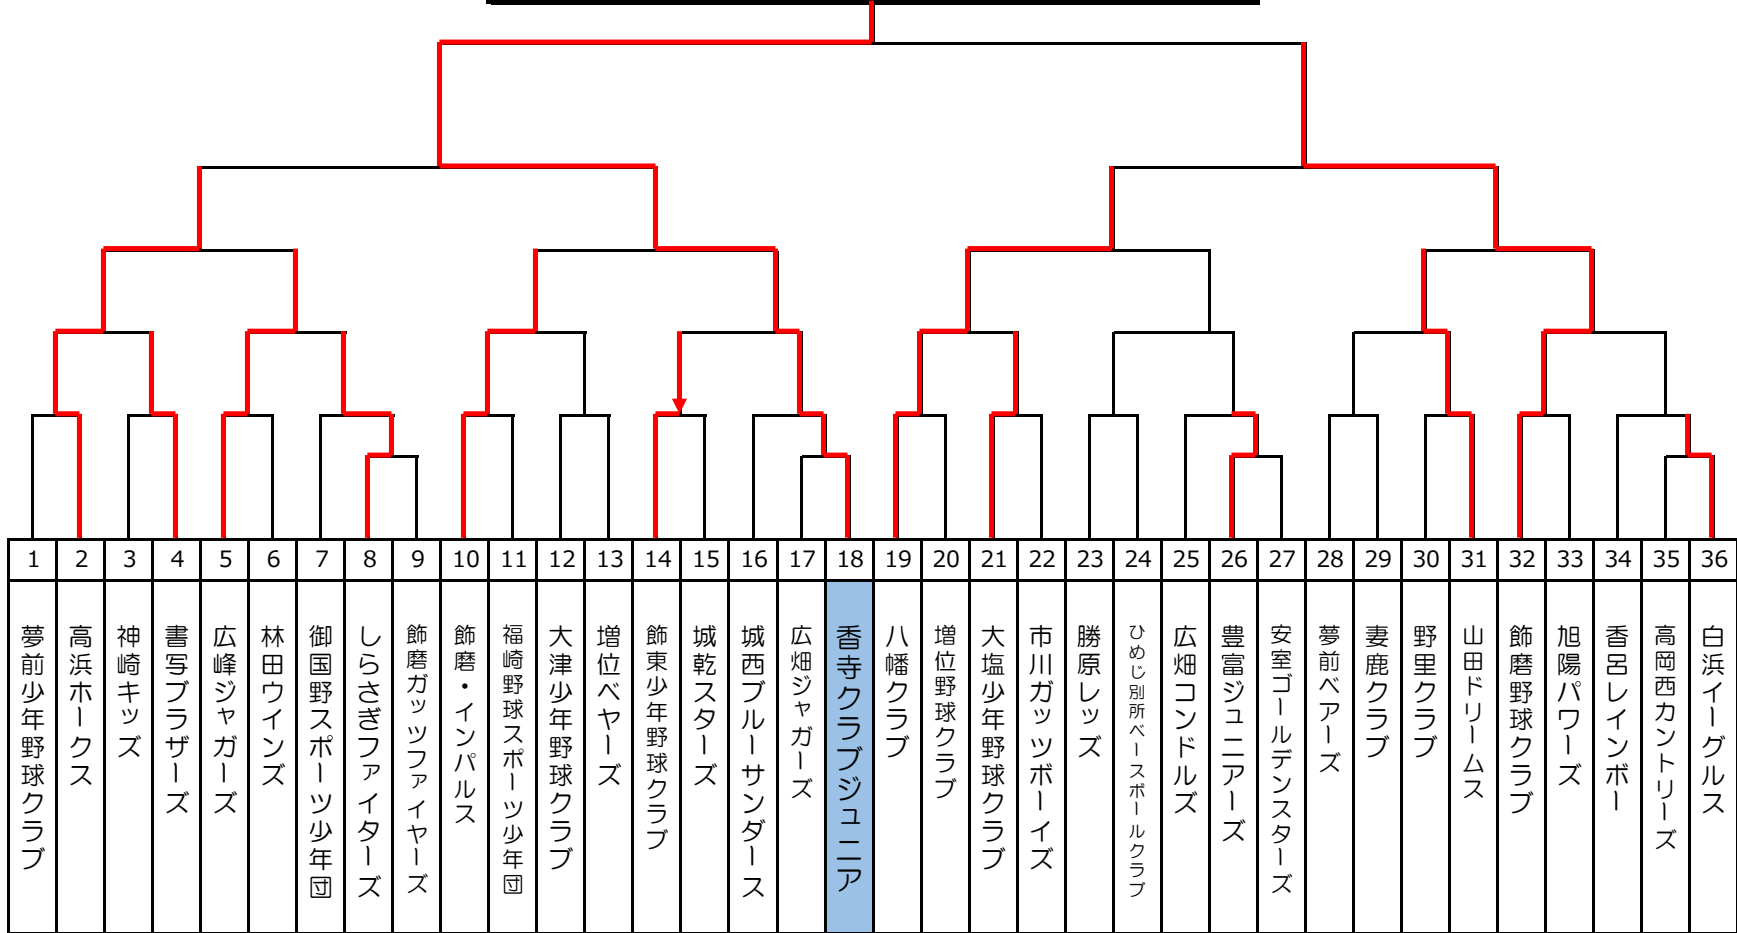 1 2 3 4 5 6 7 8 9 10 11 12 13 14 15 16 17 18 19 20 21 22 23 24 25 26 27 28 29 30 31 32 33 34 35 36
夢前少年野球クラブ
高浜ホークス
神崎キッズ
書写ブラザーズ
広峰ジャガーズ
林田ウインズ
御国野スポーツ少年団
しらさぎファイターズ
飾磨ガッツファイヤーズ
飾磨・インパルス
福崎野球スポーツ少年団
大津少年野球クラブ
増位ベヤーズ
飾東少年野球クラブ
城乾スターズ
城西ブルーサンダース
広畑ジャガーズ
香寺クラブジュニア
八幡クラブ
増位野球クラブ
大塩少年野球クラブ
市川ガッツボーイズ
勝原レッズ
ひめじ別所ベースボールクラブ
広畑コンドルズ
豊富ジュニアーズ
安室ゴールデンスターズ
夢前ベアーズ
妻鹿クラブ
野里クラブ
山田ドリームス
飾磨野球クラブ
旭陽パワーズ
香呂レインボー
高岡西カントリーズ
白浜イーグルス